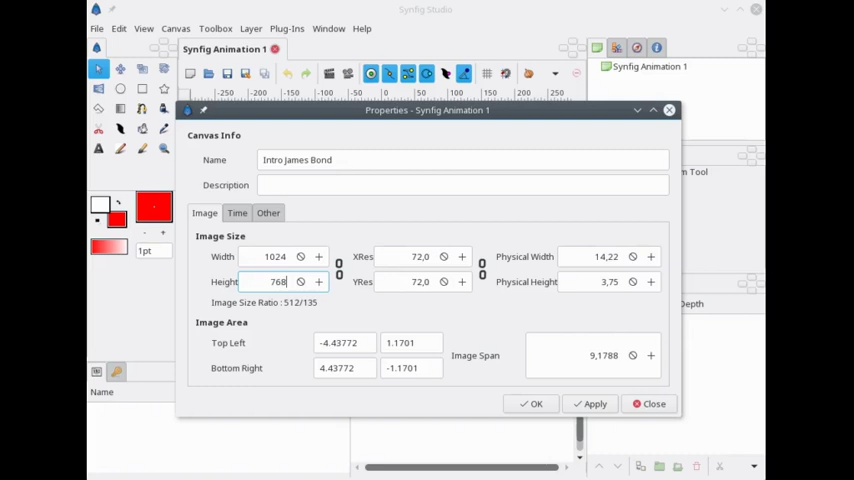 Synfig Studio
File Edit View Canvas Toolbox Layer Plug-Ins Window Help
Synfig Animation 1
Synfig Animation 1
-250 -200 -150 -100 -50 0 50 100 150 200 250
Properties - Synfig Animation 1
Canvas Info
Name Intro James Bond
Description
m Tool
Image Time Other
1pt
Image Size
Width 1024 XRes 72,0 Physical Width 14,22
Height 768 YRes 72,0 Physical Height 3,75
Image Size Ratio : 512/135
Depth
Image Area
Top Left -4.43772 1.1701
Image Span 9,1788
Bottom Right 4.43772 -1.1701
Name
OK Apply Close